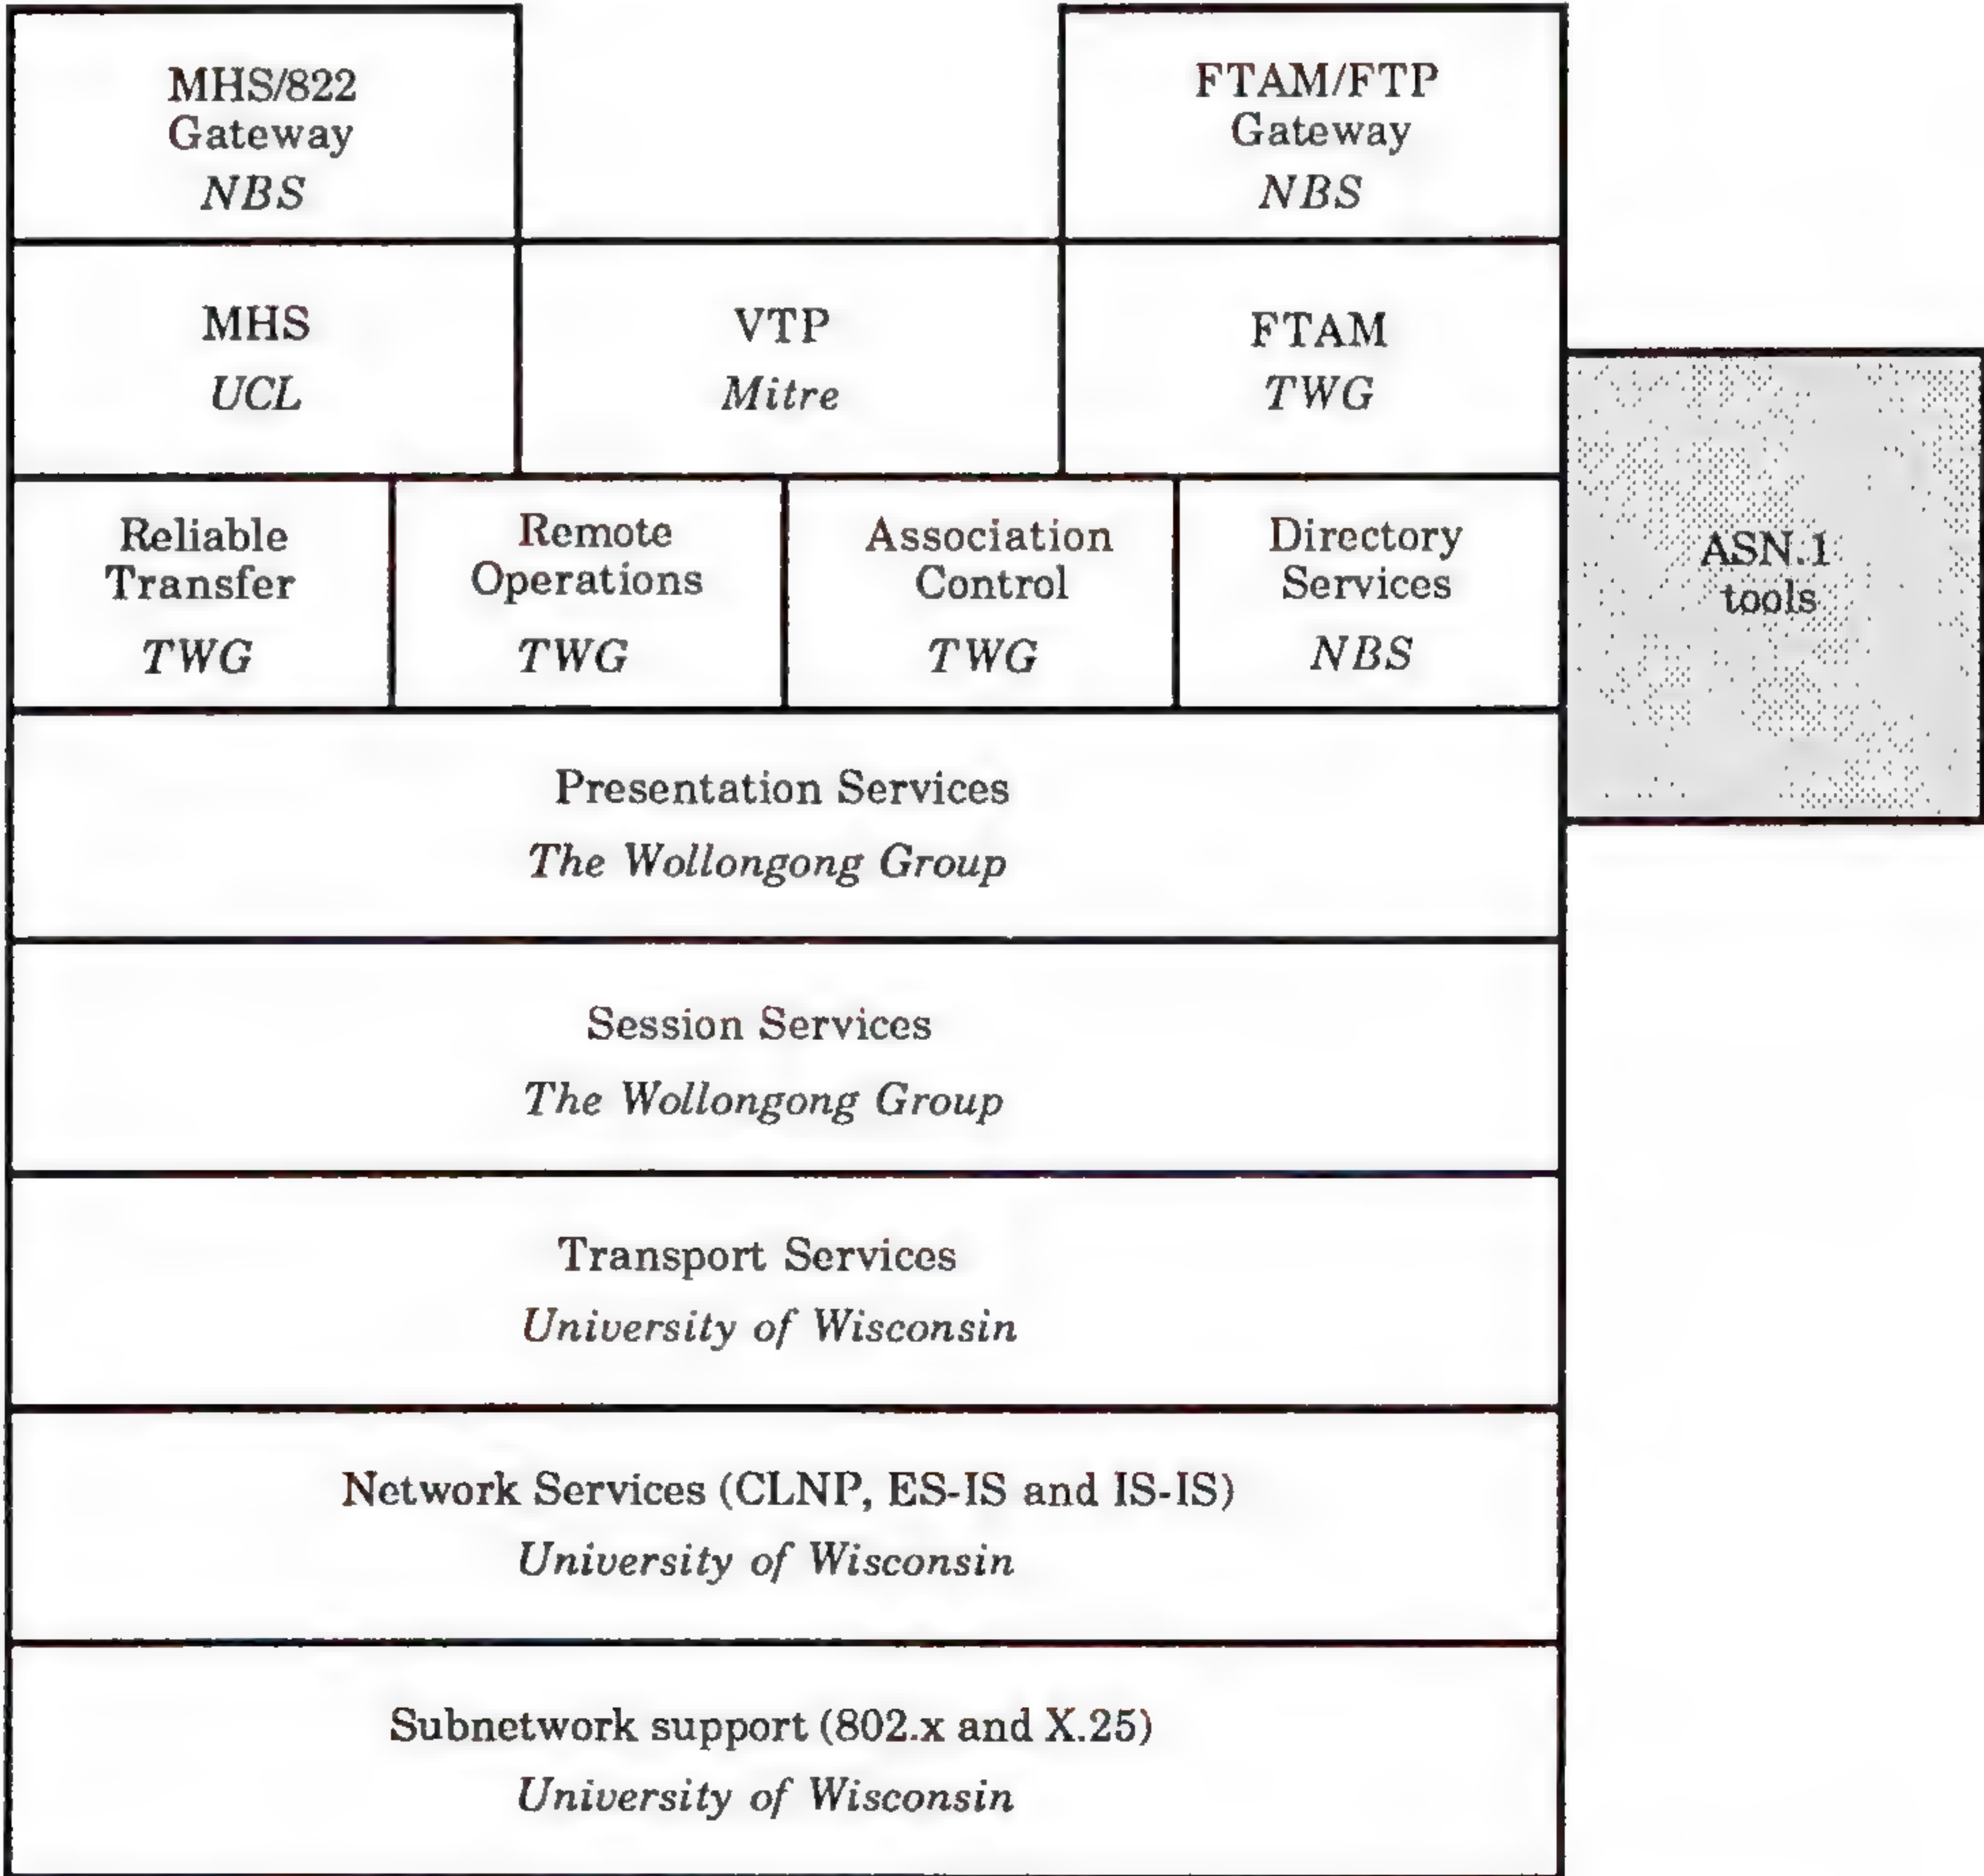 MHS/822
Gateway
NBS
FTAM/FTP
Gateway
NBS
MHS
UCL
VTP
Mitre
FTAM
TWG
Reliable
Transfer
TWG
Remote
Operations
TWG
Association
Control
TWG
Directory
Services
NBS
ASN.1
tools
Presentation Services
The Wollongong Group
Session Services
The Wollongong Group
Transport Services
University of Wisconsin
Network Services (CLNP, ES-IS and IS-IS)
University of Wisconsin
Subnetwork support (802.x and X.25)
University of Wisconsin